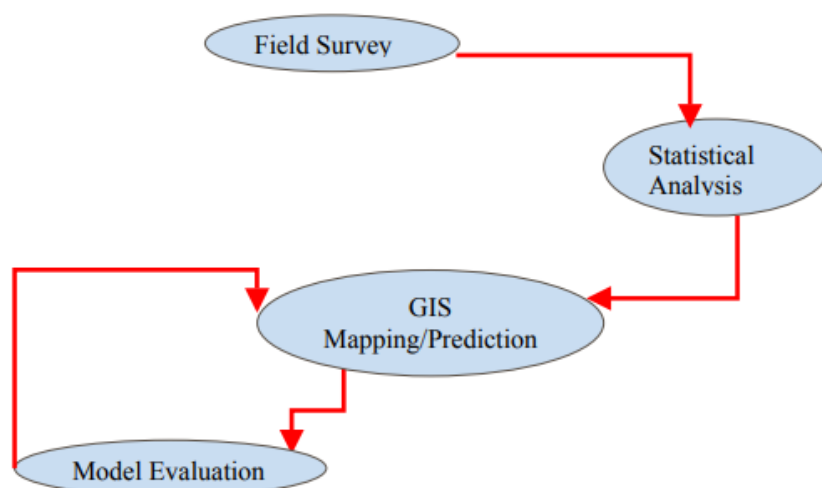 Field Survey
Statistical
Analysis
GIS
Mapping/Prediction
Model Evaluation